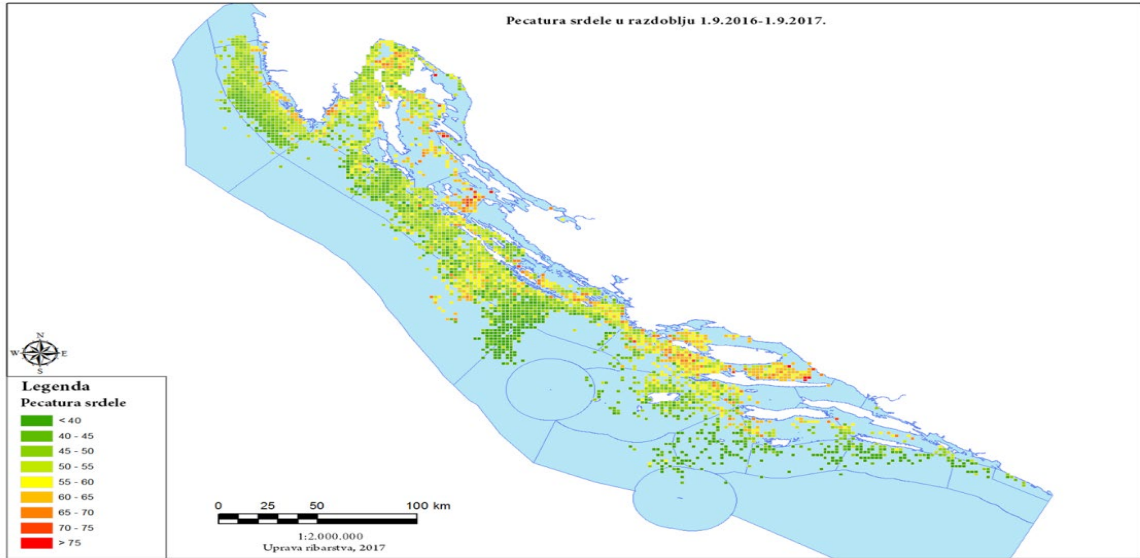 Pecatura srdele u razdoblju 1.9.2016-1.9.2017.
N
W E
S
Legenda
Pecatura srdele
< 40
40 - 45
45 - 50
50 - 55
55 - 60
60 - 65
65 - 70
70 - 75
> 75
0 25 50 100 km
1:2.000.000
Uprava ribarstva, 2017